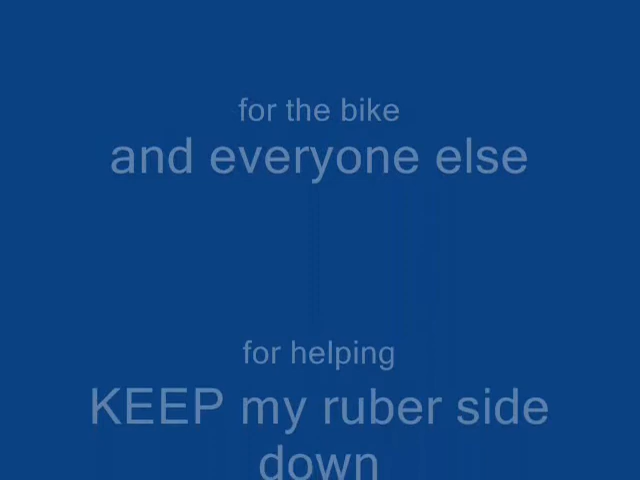 for the bike
and everyone else
for helping
KEEP my ruber side
down